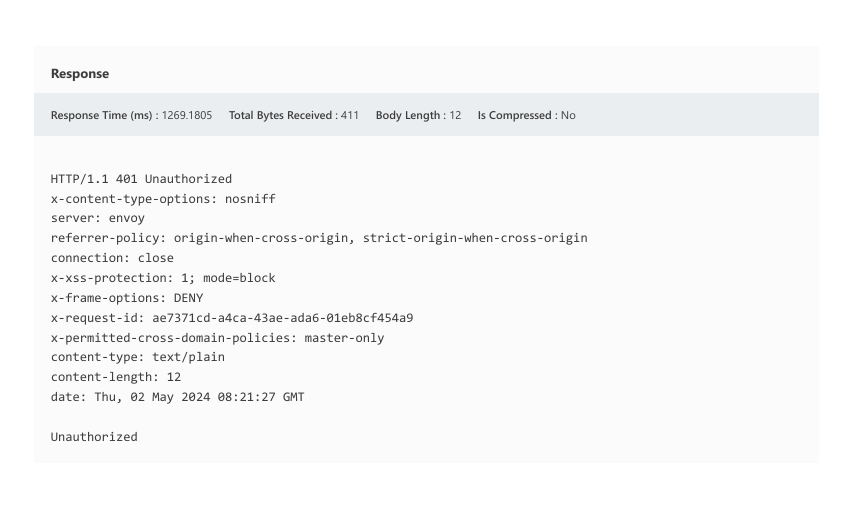 Response
Response Time (ms) : 1269.1805 Total Bytes Received : 411 Body Length : 12 Is Compressed : No
HTTP/1.1 401 Unauthorized
x-content-type-options: nosniff
server: envoy
referrer-policy: origin-when-cross-origin, strict-origin-when-cross-origin
connection: close
x-xss-protection: 1; mode=block
x-frame-options: DENY
x-request-id: ae7371cd-a4ca-43ae-ada6-01eb8cf454a9
x-permitted-cross-domain-policies: master-only
content-type: text/plain
content-length: 12
date: Thu, 02 May 2024 08:21:27 GMT
Unauthorized